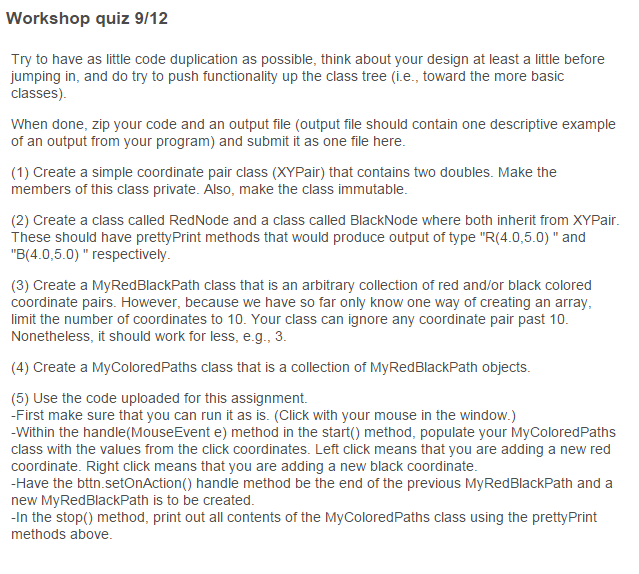 Workshop quiz 9/12
Try to have as little code duplication as possible, think about your design at least a little before
jumping in, and do try to push functionality up the class tree (i.e., toward the more basic
classes).
When done, zip your code and an output file (output file should contain one descriptive example
of an output from your program) and submit it as one file here.
(1) Create a simple coordinate pair class (XYPair) that contains two doubles. Make the
members of this class private. Also, make the class immutable.
(2) Create a class called RedNode and a class called BlackNode where both inherit from XYPair.
These should have prettyPrint methods that would produce output of type "R(4.0,5.0) " and
"B(4.0,5.0) " respectively.
(3) Create a MyRedBlackPath class that is an arbitrary collection of red and/or black colored
coordinate pairs. However, because we have so far only know one way of creating an array,
limit the number of coordinates to 10. Your class can ignore any coordinate pair past 10.
Nonetheless, it should work for less, e.g., 3.
(4) Create a MyColoredPaths class that is a collection of MyRedBlackPath objects.
(5) Use the code uploaded for this assignment.
-First make sure that you can run it as is. (Click with your mouse in the window.)
-Within the handle(MouseEvent e) method in the start() method, populate your MyColoredPaths
class with the values from the click coordinates. Left click means that you are adding a new red
coordinate. Right click means that you are adding a new black coordinate.
-Have the bttn.setOnAction() handle method be the end of the previous MyRedBlackPath and a
new MyRedBlackPath is to be created.
-In the stop() method, print out all contents of the MyColoredPaths class using the prettyPrint
methods above.